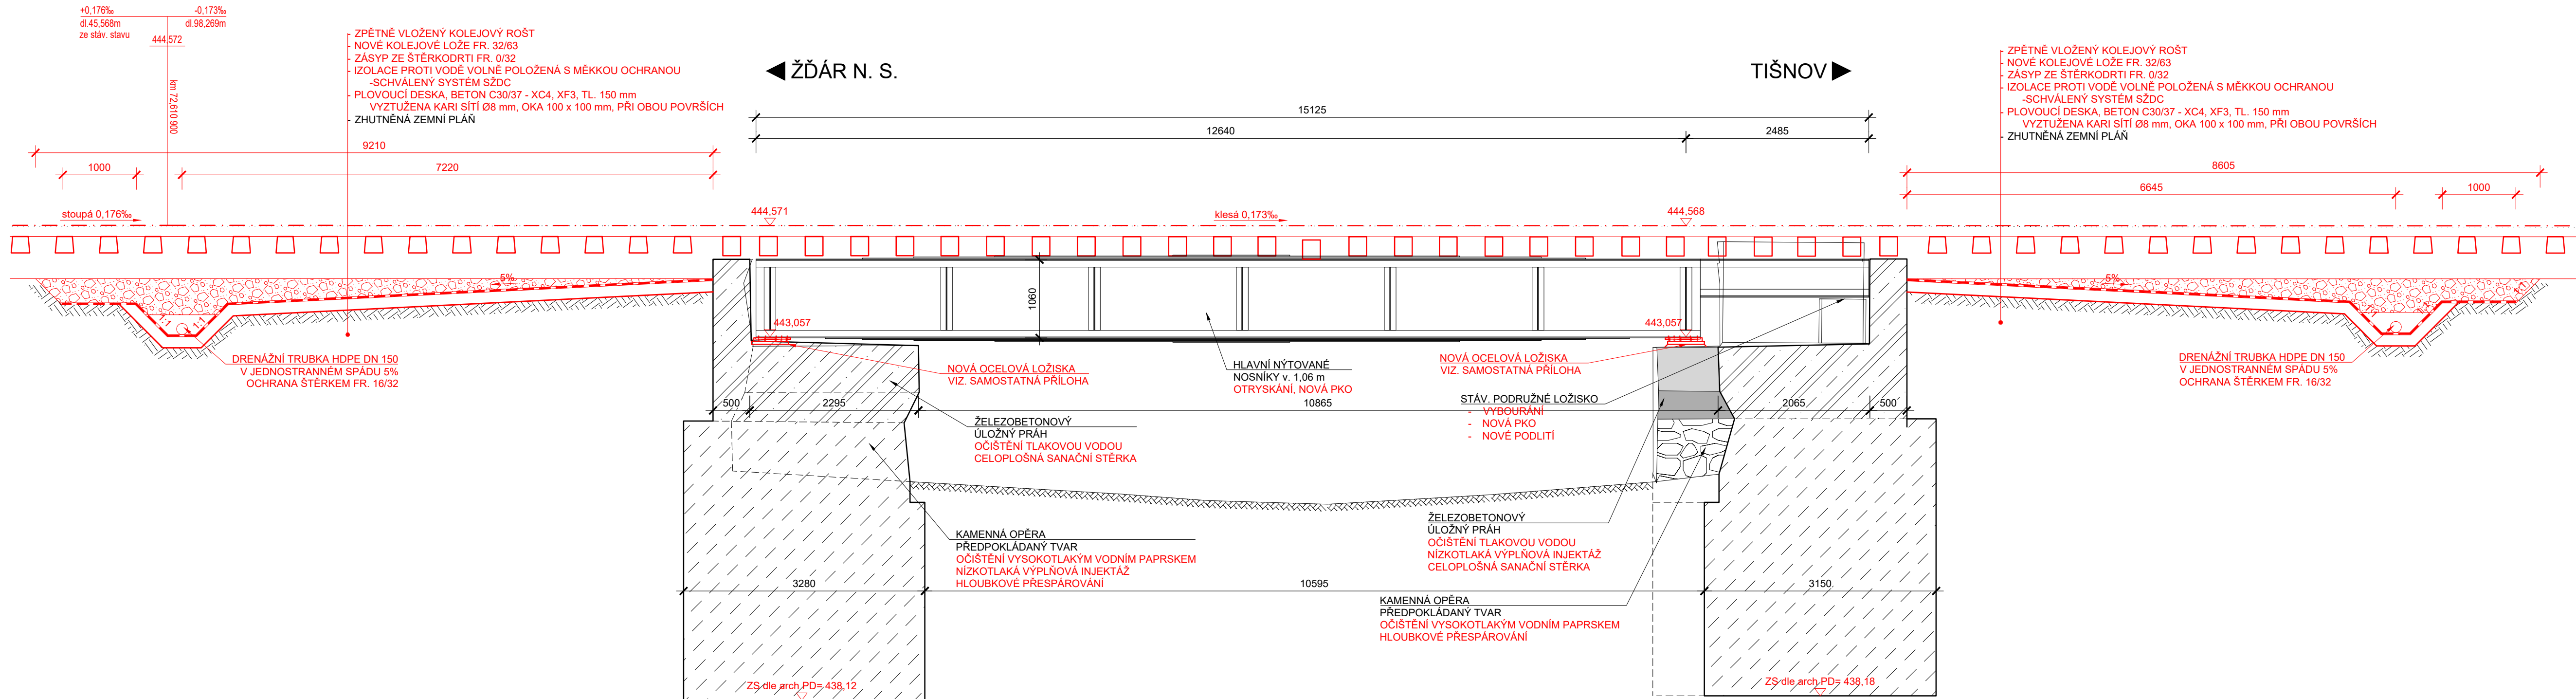 +0,176‰
-0,173‰
dl.45,568m
dl.98,269m
ze stáv. stavu
444,572
km 72,610 900
- ZPĚTNĚ VLOŽENÝ KOLEJOVÝ ROŠT
- NOVÉ KOLEJOVÉ LOŽE FR. 32/63
- ZÁSYP ZE ŠTĚRKODRTI FR. 0/32
- IZOLACE PROTI VODĚ VOLNĚ POLOŽENÁ S MĚKKOU OCHRANOU
-SCHVÁLENÝ SYSTÉM SŽDC
- PLOVOUCÍ DESKA, BETON C30/37 - XC4, XF3, TL. 150 mm
VYZTUŽENA KARI SÍTÍ Ø8 mm, OKA 100 x 100 mm, PŘI OBOU POVRŠÍCH
- ZHUTNĚNÁ ZEMNÍ PLÁŇ
ŽĎÁR N. S.
TIŠNOV
- ZPĚTNĚ VLOŽENÝ KOLEJOVÝ ROŠT
- NOVÉ KOLEJOVÉ LOŽE FR. 32/63
- ZÁSYP ZE ŠTĚRKODRTI FR. 0/32
- IZOLACE PROTI VODĚ VOLNĚ POLOŽENÁ S MĚKKOU OCHRANOU
-SCHVÁLENÝ SYSTÉM SŽDC
- PLOVOUCÍ DESKA, BETON C30/37 - XC4, XF3, TL. 150 mm
VYZTUŽENA KARI SÍTÍ Ø8 mm, OKA 100 x 100 mm, PŘI OBOU POVRŠÍCH
- ZHUTNĚNÁ ZEMNÍ PLÁŇ
15125
12640
2485
9210
1000
7220
8605
6645
1000
stoupá 0,176‰
444,571
klesá 0,173‰
444,568
5%
5%
1:1
1:1
1:1
1:1
1:1
1060
443,057
443,057
DRENÁŽNÍ TRUBKA HDPE DN 150
V JEDNOSTRANNÉM SPÁDU 5%
OCHRANA ŠTĚRKEM FR. 16/32
NOVÁ OCELOVÁ LOŽISKA
VIZ. SAMOSTATNÁ PŘÍLOHA
HLAVNÍ NÝTOVANÉ
NOSNÍKY v. 1,06 m
OTRYSKÁNÍ, NOVÁ PKO
NOVÁ OCELOVÁ LOŽISKA
VIZ. SAMOSTATNÁ PŘÍLOHA
DRENÁŽNÍ TRUBKA HDPE DN 150
V JEDNOSTRANNÉM SPÁDU 5%
OCHRANA ŠTĚRKEM FR. 16/32
STÁV. PODRUŽNÉ LOŽISKO
- VYBOURÁNÍ
- NOVÁ PKO
- NOVÉ PODLITÍ
500
2295
10865
2065
500
ŽELEZOBETONOVÝ
ÚLOŽNÝ PRÁH
OČIŠTĚNÍ TLAKOVOU VODOU
CELOPLOŠNÁ SANAČNÍ STĚRKA
KAMENNÁ OPĚRA
PŘEDPOKLÁDANÝ TVAR
OČIŠTĚNÍ VYSOKOTLAKÝM VODNÍM PAPRSKEM
NÍZKOTLAKÁ VÝPLŇOVÁ INJEKTÁŽ
HLOUBKOVÉ PŘESPÁROVÁNÍ
ŽELEZOBETONOVÝ
ÚLOŽNÝ PRÁH
OČIŠTĚNÍ TLAKOVOU VODOU
NÍZKOTLAKÁ VÝPLŇOVÁ INJEKTÁŽ
CELOPLOŠNÁ SANAČNÍ STĚRKA
3280
10595
3150
KAMENNÁ OPĚRA
PŘEDPOKLÁDANÝ TVAR
OČIŠTĚNÍ VYSOKOTLAKÝM VODNÍM PAPRSKEM
HLOUBKOVÉ PŘESPÁROVÁNÍ
ZS dle arch PD= 438,12
ZS dle arch PD= 438,18